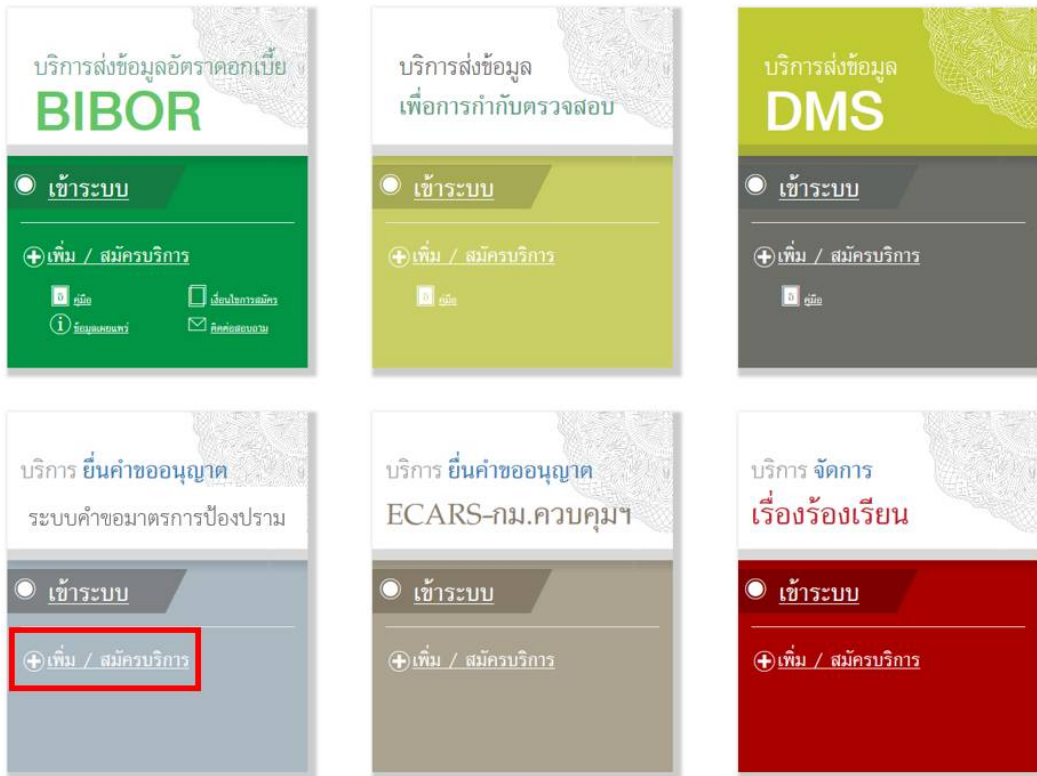 บริการส่งข้อมูลอัตราดอกเบี้ย
BIBOR
เข้าระบบ
เพิ่ม / สมัครบริการ
คู่มือ
เงื่อนไขการสมัคร
ข้อมูลเผยแพร่
ติดต่อสอบถาม
บริการส่งข้อมูล
เพื่อการกำกับตรวจสอบ
เข้าระบบ
เพิ่ม / สมัครบริการ
คู่มือ
บริการส่งข้อมูล
DMS
เข้าระบบ
เพิ่ม / สมัครบริการ
คู่มือ
บริการ ยื่นคำขออนุญาต
ระบบคำขอมาตรการป้องปราม
เข้าระบบ
เพิ่ม / สมัครบริการ
บริการ ยื่นคำขออนุญาต
ECARS-กม.ควบคุมฯ
เข้าระบบ
เพิ่ม / สมัครบริการ
บริการ จัดการ
เรื่องร้องเรียน
เข้าระบบ
เพิ่ม / สมัครบริการ